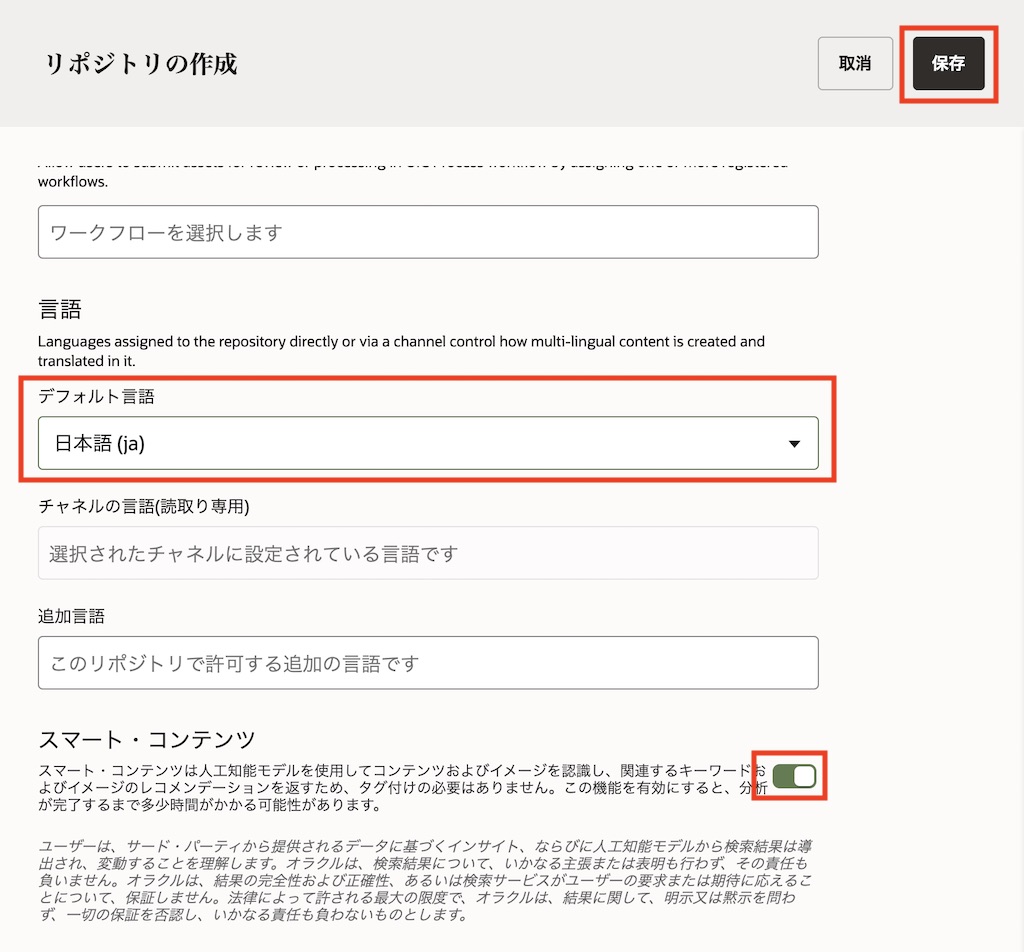 リポジトリの作成
取消
保存
Allow users to submit assets for review or processing in OIC Process workflow by assigning one or more registered
workflows.
ワークフローを選択します
言語
Languages assigned to the repository directly or via a channel control how multi-lingual content is created and
translated in it.
デフォルト言語
日本語 (ja)
チャネルの言語(読取り専用)
選択されたチャネルに設定されている言語です
追加言語
このリポジトリで許可する追加の言語です
スマート・コンテンツ
スマート・コンテンツは人工知能モデルを使用してコンテンツおよびイメージを認識し、関連するキーワードお
よびイメージのレコメンデーションを返すため、タグ付けの必要はありません。この機能を有効にすると、分析
が完了するまで多少時間がかかる可能性があります。
ユーザーは、サード・パーティから提供されるデータに基づくインサイト、ならびに人工知能モデルから検索結果は導
出され、変動することを理解します。オラクルは、検索結果について、いかなる主張または表明も行わず、その責任も
負いません。オラクルは、結果の完全性および正確性、あるいは検索サービスがユーザーの要求または期待に応えるこ
とについて、保証しません。法律によって許される最大の限度で、オラクルは、結果に関して、明示又は黙示を問わ
ず、一切の保証を否認し、いかなる責任も負わないものとします。